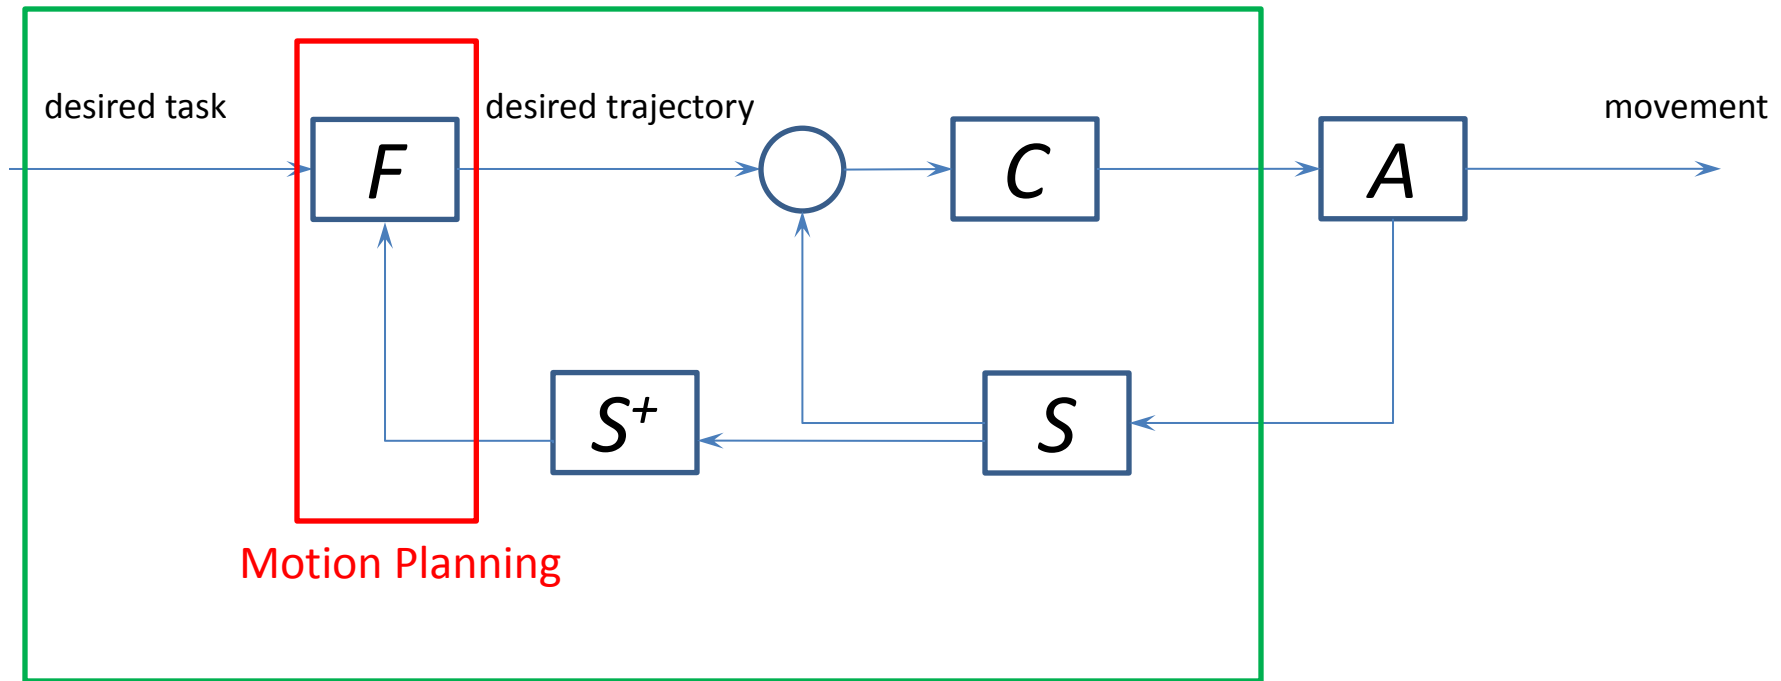 desired task
desired trajectory
movement
F
C
A
S+
S
Motion Planning